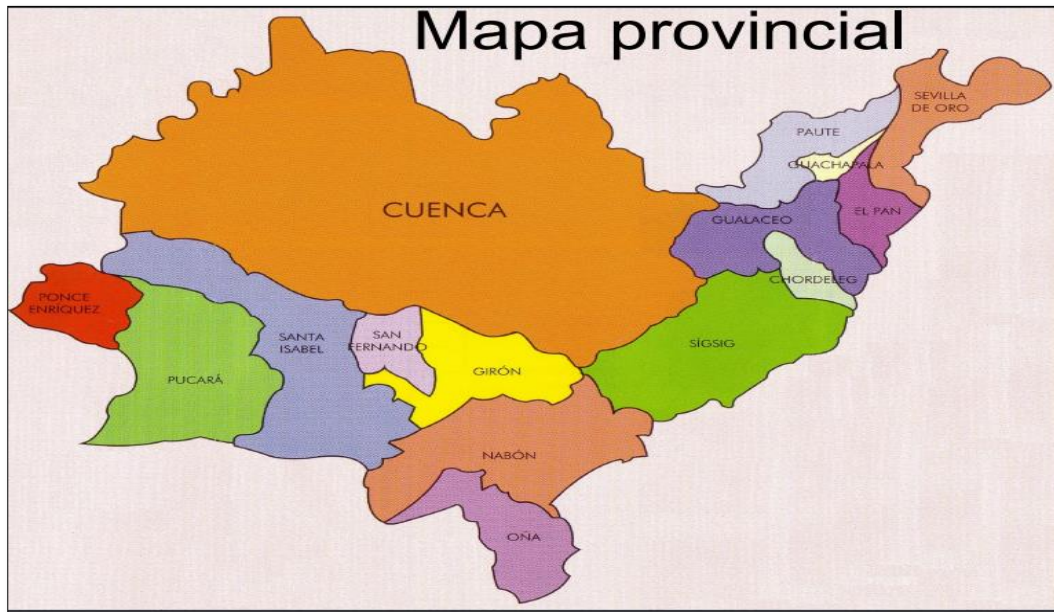 Mapa provincial
SEVILLA
DE ORO
PAUTE
GUACHAPALA
CUENCA
GUALACEO
EL PAN
CHORDELEG
PONCE
ENRÍQUEZ
SANTA
ISABEL
SAN
FERNANDO
SÍGSIG
PUCARÁ
GIRÓN
NABÓN
OÑA